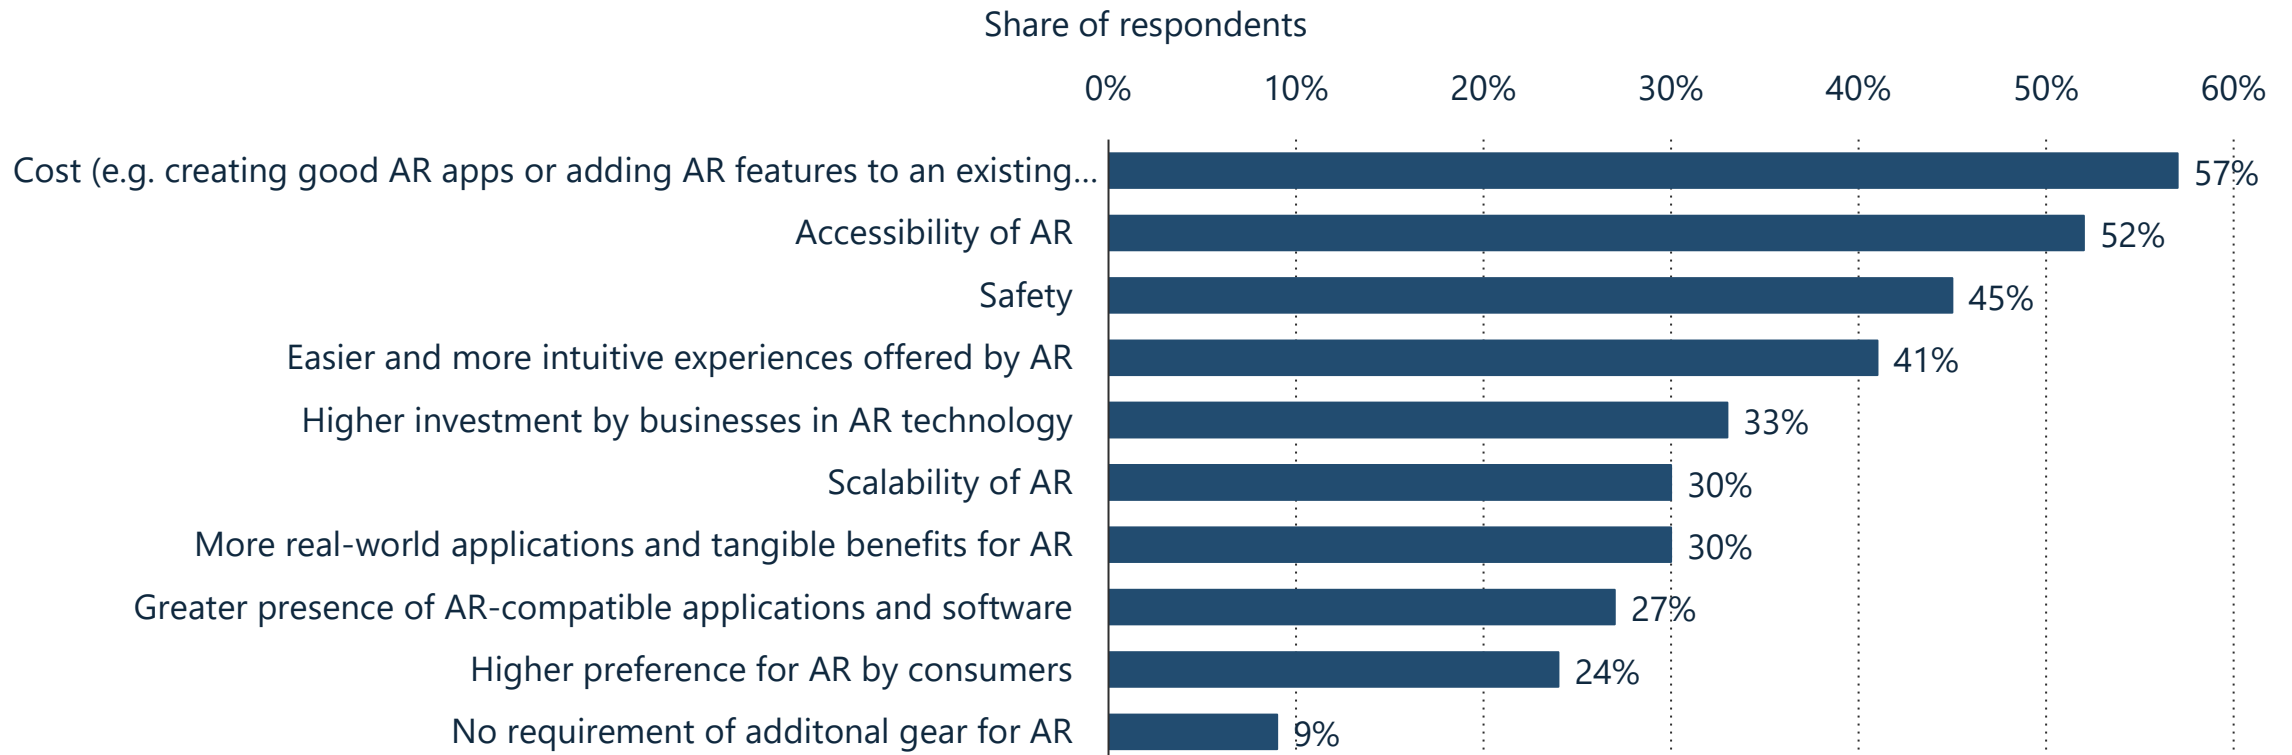 Share of respondents
0% 10% 20% 30% 40% 50% 60%
Cost (e.g. creating good AR apps or adding AR features to an existing... 57%
Accessibility of AR 52%
Safety 45%
Easier and more intuitive experiences offered by AR 41%
Higher investment by businesses in AR technology 33%
Scalability of AR 30%
More real-world applications and tangible benefits for AR 30%
Greater presence of AR-compatible applications and software 27%
Higher preference for AR by consumers 24%
No requirement of additonal gear for AR 9%